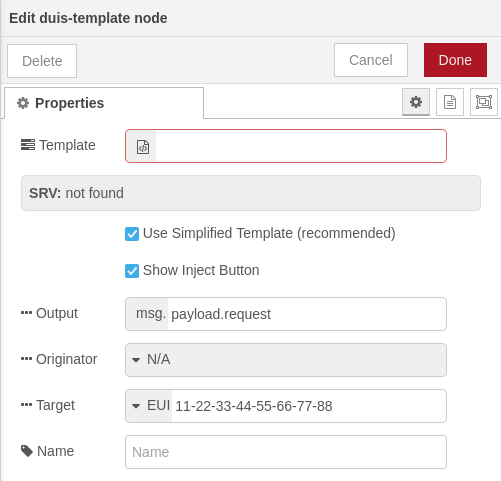 Edit duis-template node
Delete
Cancel
Done
Properties
Template
SRV: not found
Use Simplified Template (recommended)
Show Inject Button
Output
msg. payload.request
Originator
N/A
Target
EUI 11-22-33-44-55-66-77-88
Name
Name